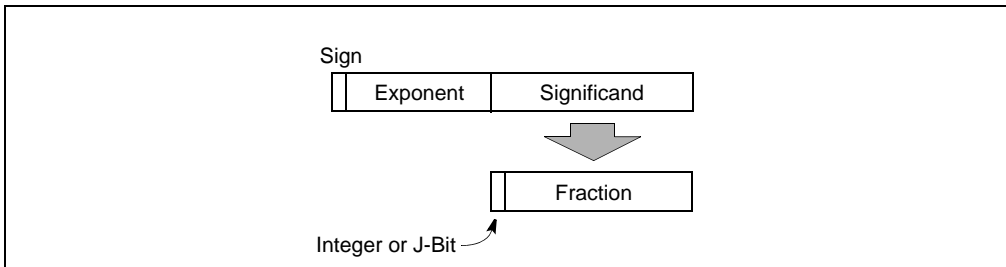 Sign
Exponent Significand
Fraction
Integer or J-Bit